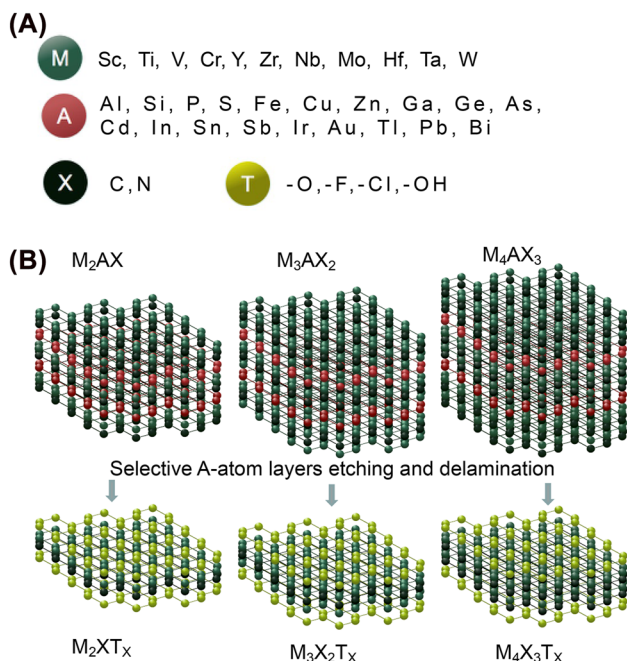 (A)
M Sc, Ti, V, Cr, Y, Zr, Nb, Mo, Hf, Ta, W
A Al, Si, P, S, Fe, Cu, Zn, Ga, Ge, As,
Cd, In, Sn, Sb, Ir, Au, Tl, Pb, Bi
X C, N T -O, -F, -Cl, -OH
(B)
M₂AX M₃AX₂ M₄AX₃
Selective A-atom layers etching and delamination
M₂XTₓ M₃X₂Tₓ M₄X₃Tₓ